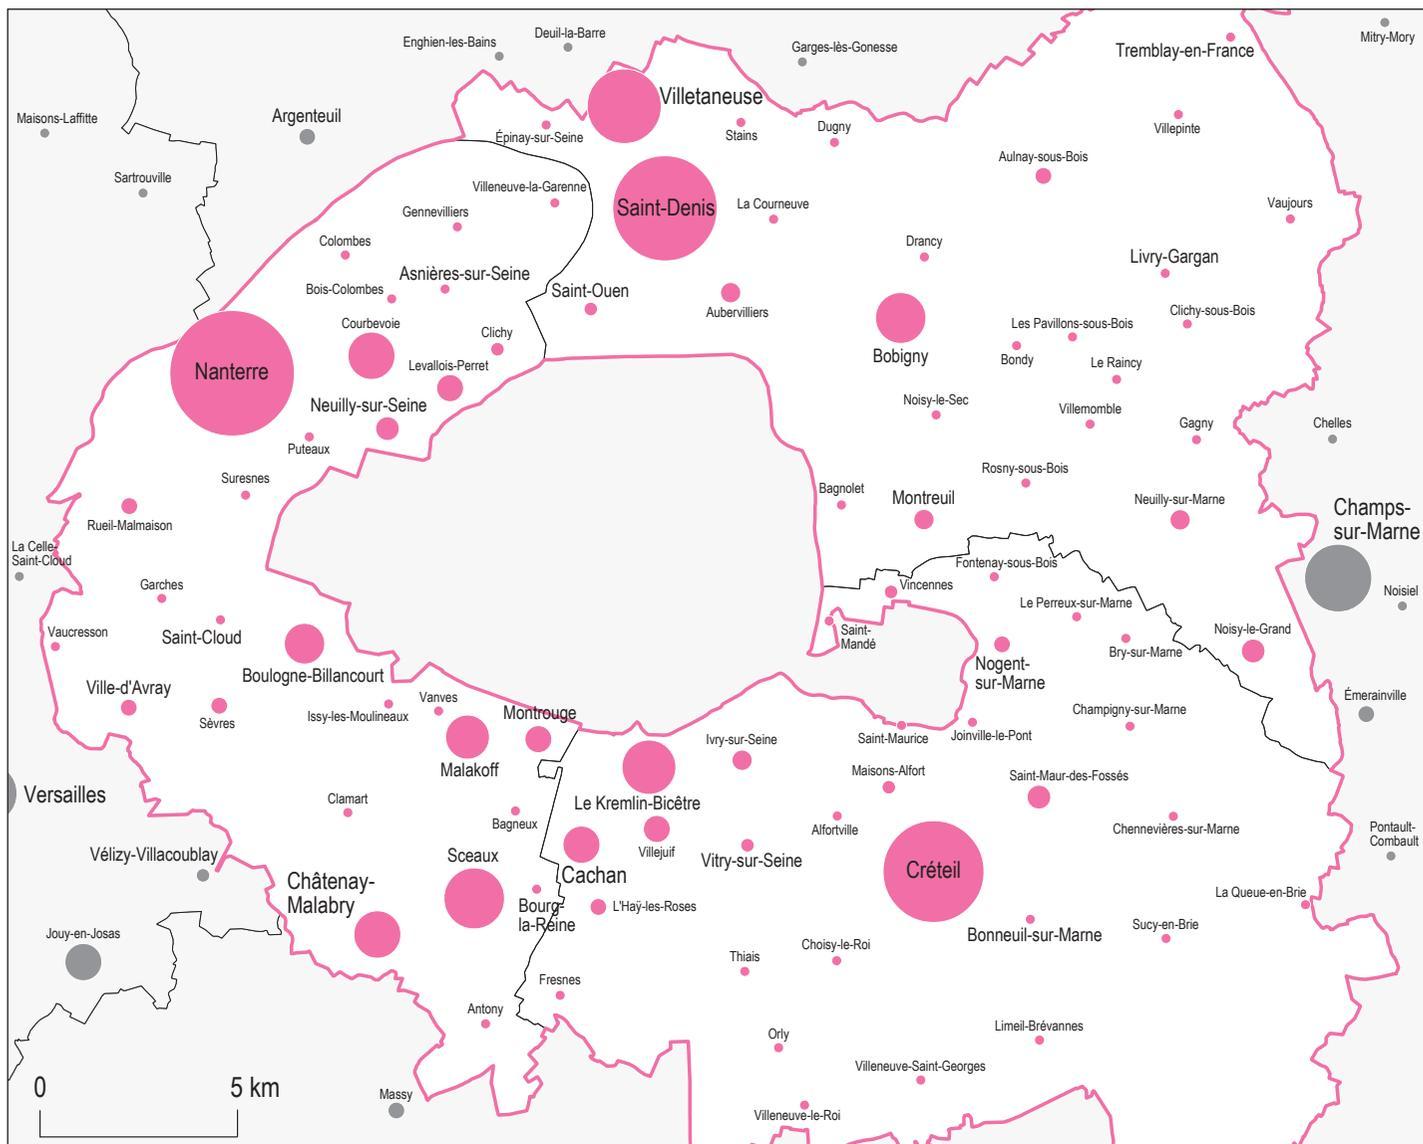 Mitry-Mory
Tremblay-en-France
Deuil-la-Barre
Enghien-les-Bains
Garges-lès-Gonesse
Villetaneuse
Argenteuil
Maisons-Laffitte
Épinay-sur-Seine
Stains
Dugny
Villepinte
Aulnay-sous-Bois
Sartrouville
Villeneuve-la-Garenne
Saint-Denis
La Courneuve
Vaujours
Gennevilliers
Colombes
Drancy
Livry-Gargan
Asnières-sur-Seine
Bois-Colombes
Saint-Ouen
Aubervilliers
Clichy-sous-Bois
Courbevoie
Les Pavillons-sous-Bois
Clichy
Bobigny
Bondy
Le Raincy
Levallois-Perret
Nanterre
Neuilly-sur-Seine
Noisy-le-Sec
Villemomble
Gagny
Chelles
Puteaux
Suresnes
Rosny-sous-Bois
Bagnolet
Montreuil
Neuilly-sur-Marne
Champs-
sur-Marne
Rueil-Malmaison
La Celle-
Saint-Cloud
Fontenay-sous-Bois
Garches
Vincennes
Noisiel
Le Perreux-sur-Marne
Vaucresson
Saint-Cloud
Saint-
Mandé
Noisy-le-Grand
Bry-sur-Marne
Nogent-
sur-Marne
Boulogne-Billancourt
Ville-d'Avray
Émerainville
Vanves
Issy-les-Moulineaux
Sèvres
Montrouge
Champigny-sur-Marne
Ivry-sur-Seine
Saint-Maurice
Joinville-le-Pont
Malakoff
Maisons-Alfort
Saint-Maur-des-Fossés
Versailles
Clamart
Le Kremlin-Bicêtre
Bagneux
Alfortville
Chennevières-sur-Marne
Pontault-
Combault
Vélizy-Villacoublay
Sceaux
Villejuif
Vitry-sur-Seine
Créteil
Châtenay-
Malabry
Cachan
La Queue-en-Brie
Bourg-
la-Reine
L'Haÿ-les-Roses
Jouy-en-Josas
Bonneuil-sur-Marne
Sucy-en-Brie
Choisy-le-Roi
Thiais
Fresnes
Antony
Orly
Limeil-Brévannes
Villeneuve-Saint-Georges
0 5 km
Massy
Villeneuve-le-Roi